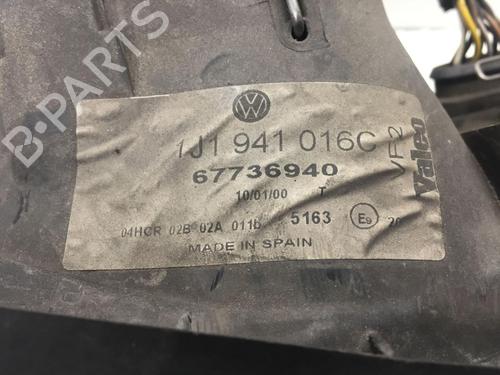 VW
1J1 941 016C
67736940
10/01/00 T
04HCR 02B 02A 011b 5163 E9 20
MADE IN SPAIN
Valeo VF2
B-PARTS